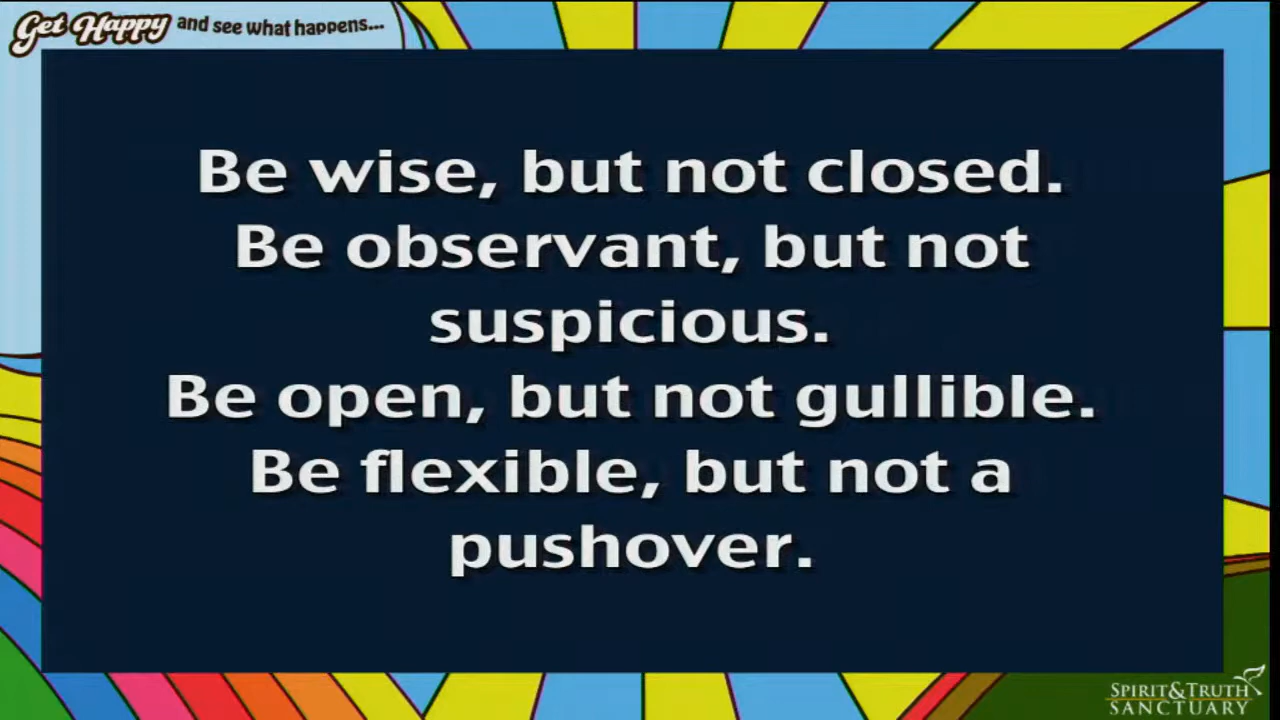 Get Happy and see what happens...
Be wise, but not closed.
Be observant, but not
suspicious.
Be open, but not gullible.
Be flexible, but not a
pushover.
SPIRIT&TRUTH
SANCTUARY